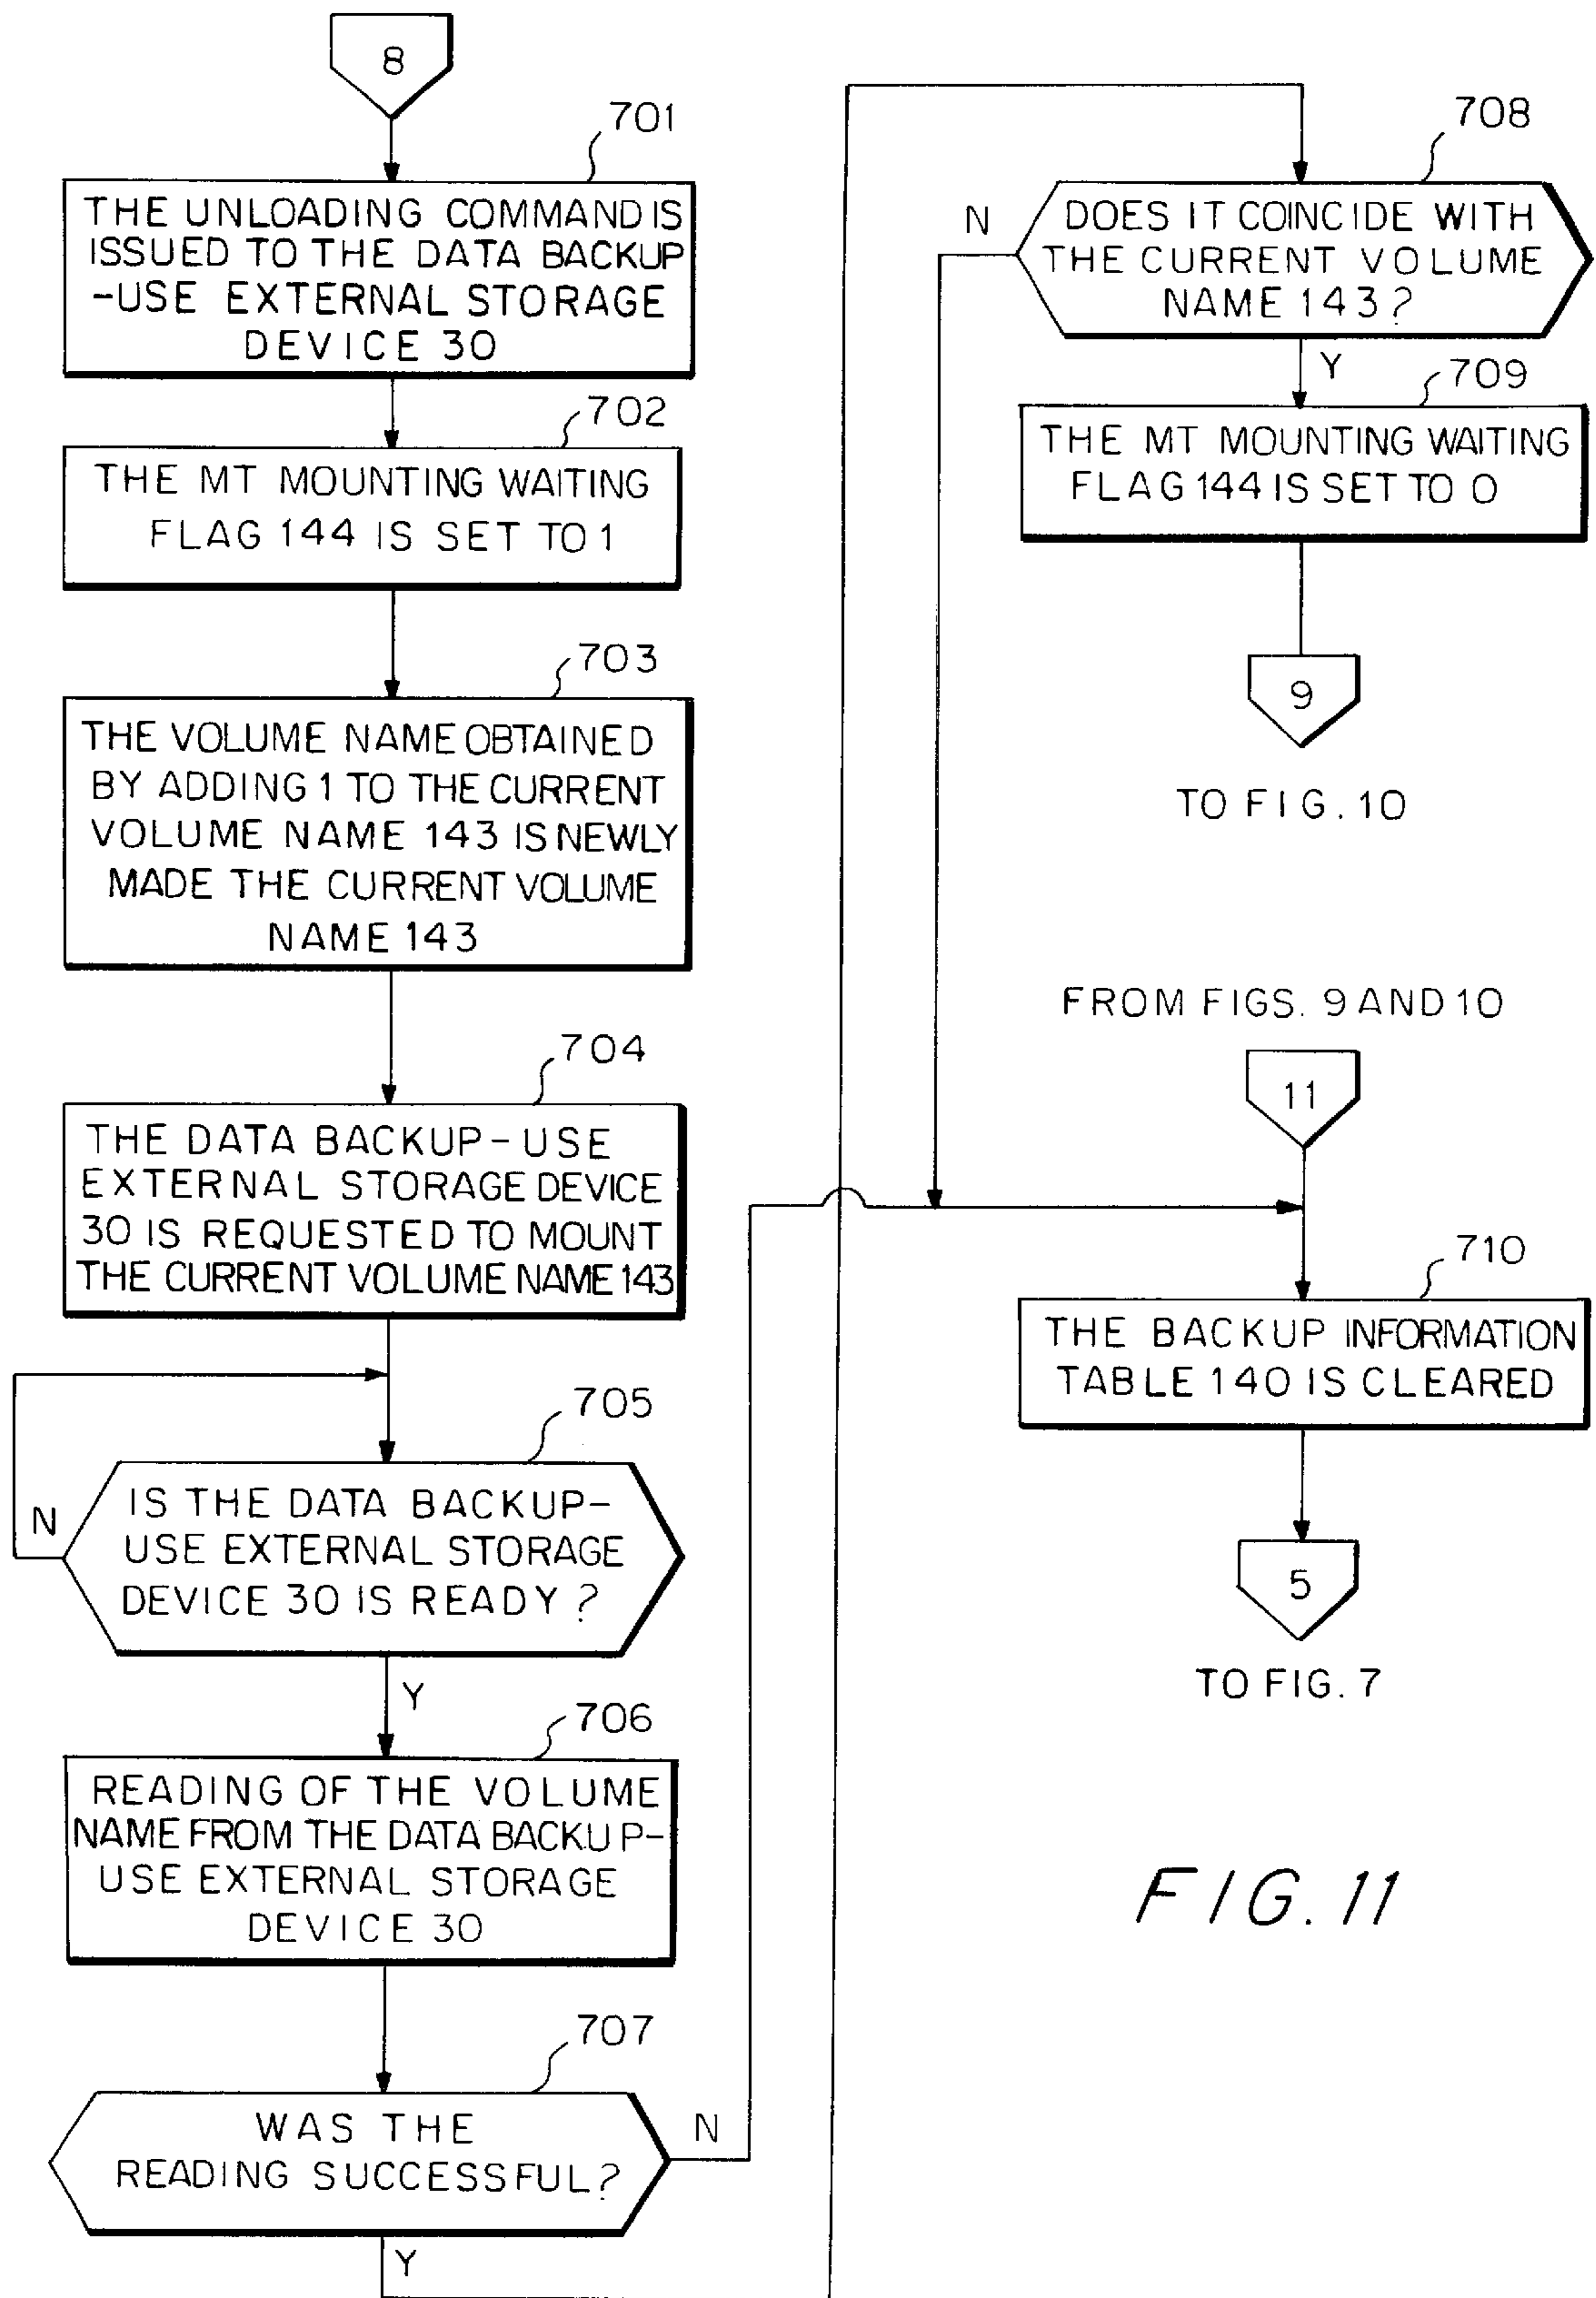 8
701
THE UNLOADING COMMAND IS
ISSUED TO THE DATA BACKUP
-USE EXTERNAL STORAGE
DEVICE 30
702
THE MT MOUNTING WAITING
FLAG 144 IS SET TO 1
703
THE VOLUME NAME OBTAINED
BY ADDING 1 TO THE CURRENT
VOLUME NAME 143 IS NEWLY
MADE THE CURRENT VOLUME
NAME 143
704
THE DATA BACKUP-USE
EXTERNAL STORAGE DEVICE
30 IS REQUESTED TO MOUNT
THE CURRENT VOLUME NAME 143
705
IS THE DATA BACKUP-
USE EXTERNAL STORAGE
DEVICE 30 IS READY?
N
Y
706
READING OF THE VOLUME
NAME FROM THE DATA BACKUP-
USE EXTERNAL STORAGE
DEVICE 30
707
WAS THE
READING SUCCESSFUL?
N
Y
708
DOES IT COINCIDE WITH
THE CURRENT VOLUME
NAME 143?
N
Y
709
THE MT MOUNTING WAITING
FLAG 144 IS SET TO 0
9
TO FIG. 10
FROM FIGS. 9 AND 10
11
710
THE BACKUP INFORMATION
TABLE 140 IS CLEARED
5
TO FIG. 7
FIG. 11